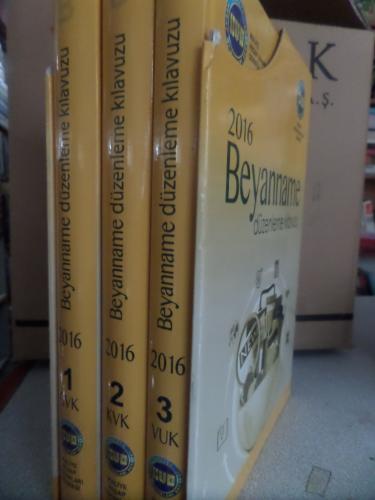 Beyanname düzenleme kılavuzu
2016
1
KVK
Beyanname düzenleme kılavuzu
2016
2
KVK
Beyanname düzenleme kılavuzu
2016
3
VUK
2016
Beyanname
düzenleme kılavuzu
K
A.Ş.